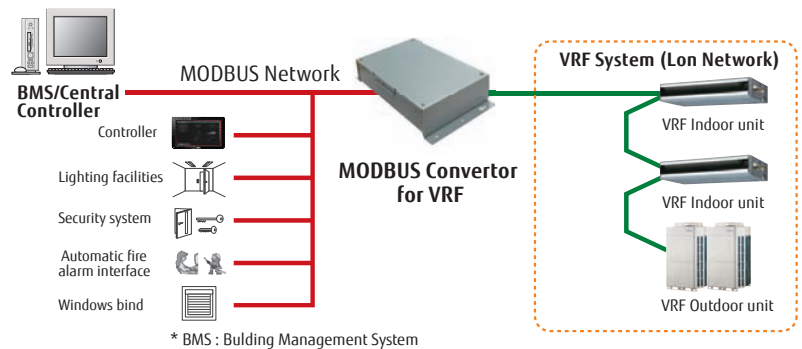 MODBUS Network
BMS/Central
Controller
Controller
Lighting facilities
Security system
Automatic fire
alarm interface
Windows bind
MODBUS Convertor
for VRF
VRF System (Lon Network)
VRF Indoor unit
VRF Indoor unit
VRF Outdoor unit
* BMS : Bulding Management System